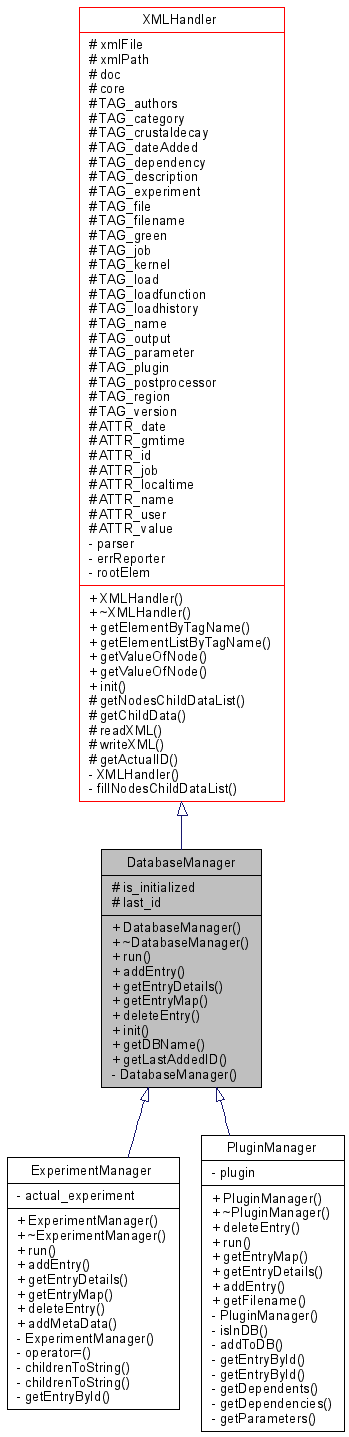 XMLHandler
# xmlFile
# xmlPath
# doc
# core
# TAG_authors
# TAG_category
# TAG_crustaldecay
# TAG_dateAdded
# TAG_dependency
# TAG_description
# TAG_experiment
# TAG_file
# TAG_filename
# TAG_green
# TAG_job
# TAG_kernel
# TAG_load
# TAG_loadfunction
# TAG_loadhistory
# TAG_name
# TAG_output
# TAG_parameter
# TAG_plugin
# TAG_postprocessor
# TAG_region
# TAG_version
# ATTR_date
# ATTR_gmtime
# ATTR_id
# ATTR_job
# ATTR_localtime
# ATTR_name
# ATTR_user
# ATTR_value
- parser
- errReporter
- rootElem
+ XMLHandler()
+ ~XMLHandler()
+ getElementByTagName()
+ getElementListByTagName()
+ getValueOfNode()
+ getValueOfNode()
+ init()
# getNodesChildDataList()
# getChildData()
# readXML()
# writeXML()
# getActualID()
- XMLHandler()
- fillNodesChildDataList()
DatabaseManager
# is_initialized
# last_id
+ DatabaseManager()
+ ~DatabaseManager()
+ run()
+ addEntry()
+ getEntryDetails()
+ getEntryMap()
+ deleteEntry()
+ init()
+ getDBName()
+ getLastAddedID()
- DatabaseManager()
ExperimentManager
- actual_experiment
+ ExperimentManager()
+ ~ExperimentManager()
+ run()
+ addEntry()
+ getEntryDetails()
+ getEntryMap()
+ deleteEntry()
+ addMetaData()
- ExperimentManager()
- operator=()
- childrenToString()
- childrenToString()
- getEntryById()
PluginManager
- plugin
+ PluginManager()
+ ~PluginManager()
+ deleteEntry()
+ run()
+ getEntryMap()
+ getEntryDetails()
+ addEntry()
+ getFilename()
- PluginManager()
- isInDB()
- addToDB()
- getEntryById()
- getEntryById()
- getDependents()
- getDependencies()
- getParameters()